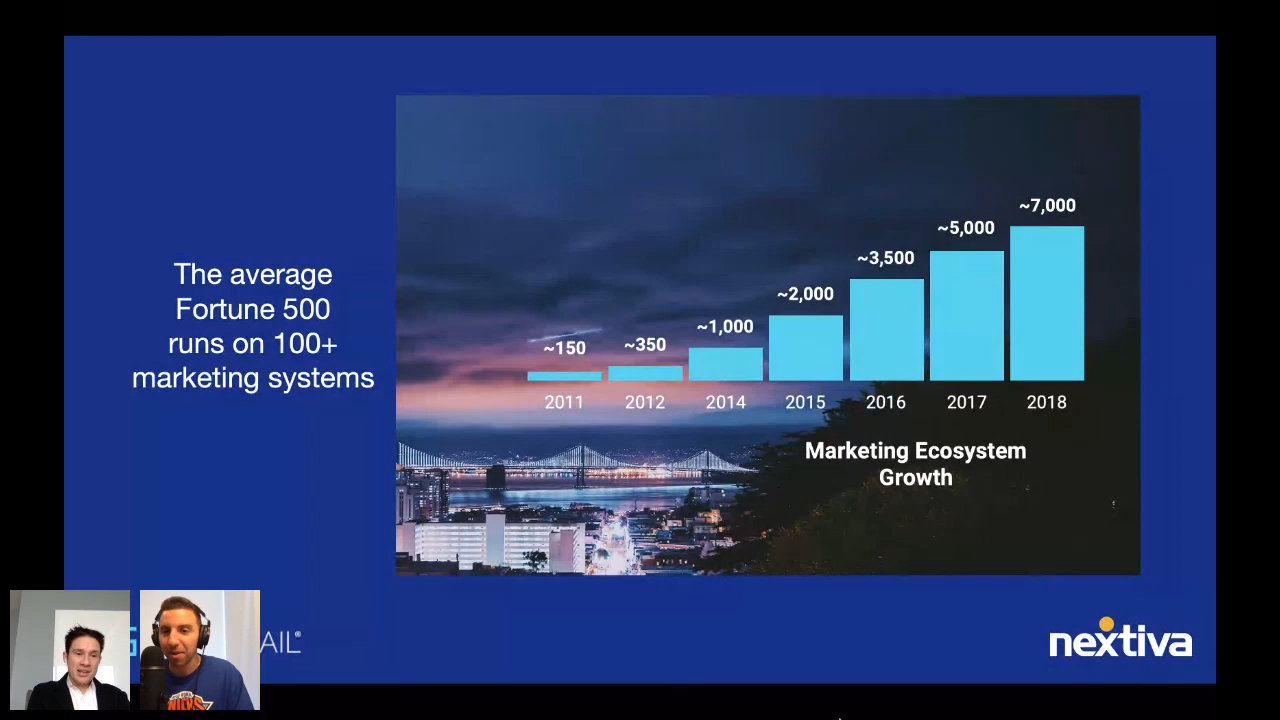 The average
Fortune 500
runs on 100+
marketing systems
~150
~350
~1,000
~2,000
~3,500
~5,000
~7,000
2011
2012
2014
2015
2016
2017
2018
Marketing Ecosystem
Growth
AIL®
nextiva